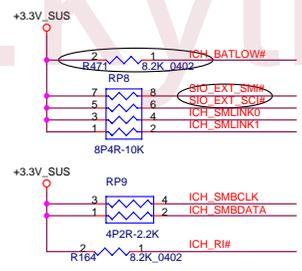 +3.3V_SUS
2 1 ICH_BATLOW#
R471 8.2K_0402
RP8
7 8 SIO_EXT_SMI#
5 6 SIO_EXT_SCI#
3 4 ICH_SMLINK0
1 2 ICH_SMLINK1
8P4R-10K
+3.3V_SUS
RP9
3 4 ICH_SMBCLK
1 2 ICH_SMBDATA
4P2R-2.2K
2 1 ICH_RI#
R164 8.2K_0402